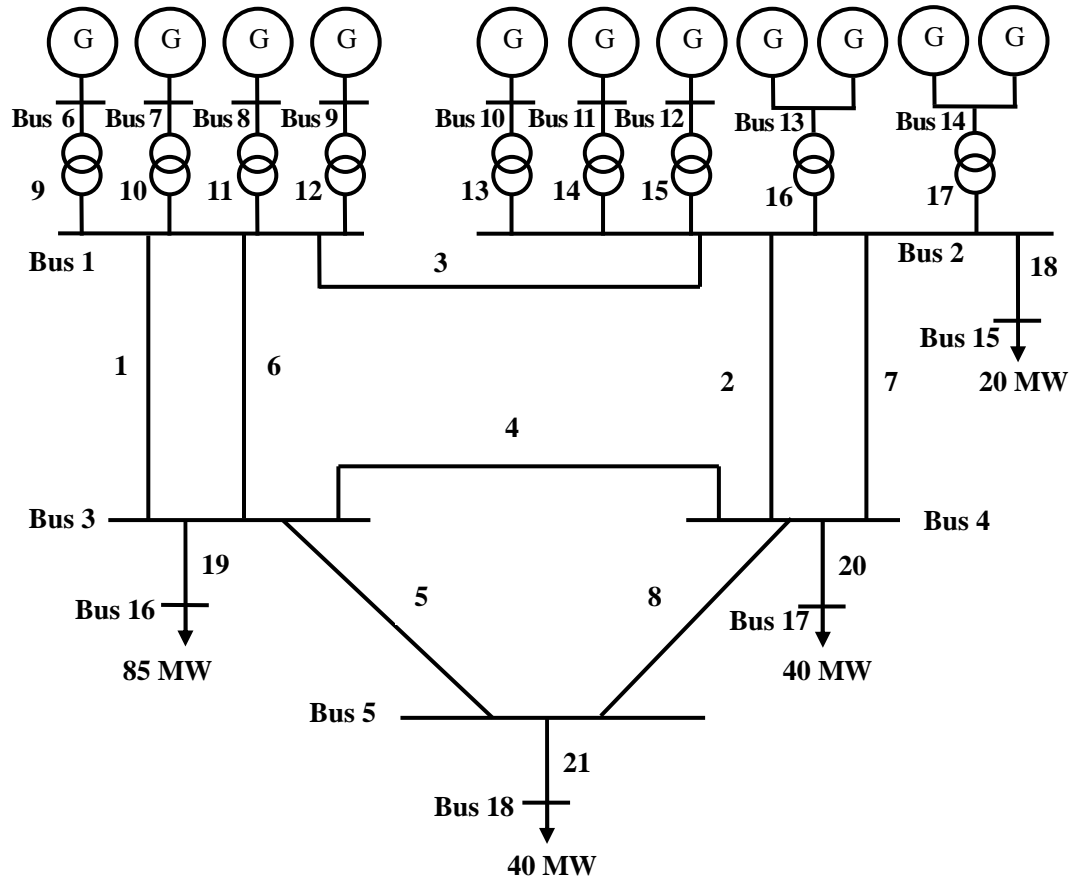 G G G G G G G G G G G
Bus 6 Bus 7 Bus 8 Bus 9 Bus 10 Bus 11 Bus 12 Bus 13 Bus 14
9 10 11 12 13 14 15 16 17
Bus 1 3 Bus 2 18
Bus 15
1 6 2 7 20 MW
4
Bus 3 Bus 4
19 20
Bus 16 5 8 Bus 17
85 MW 40 MW
Bus 5
21
Bus 18
40 MW